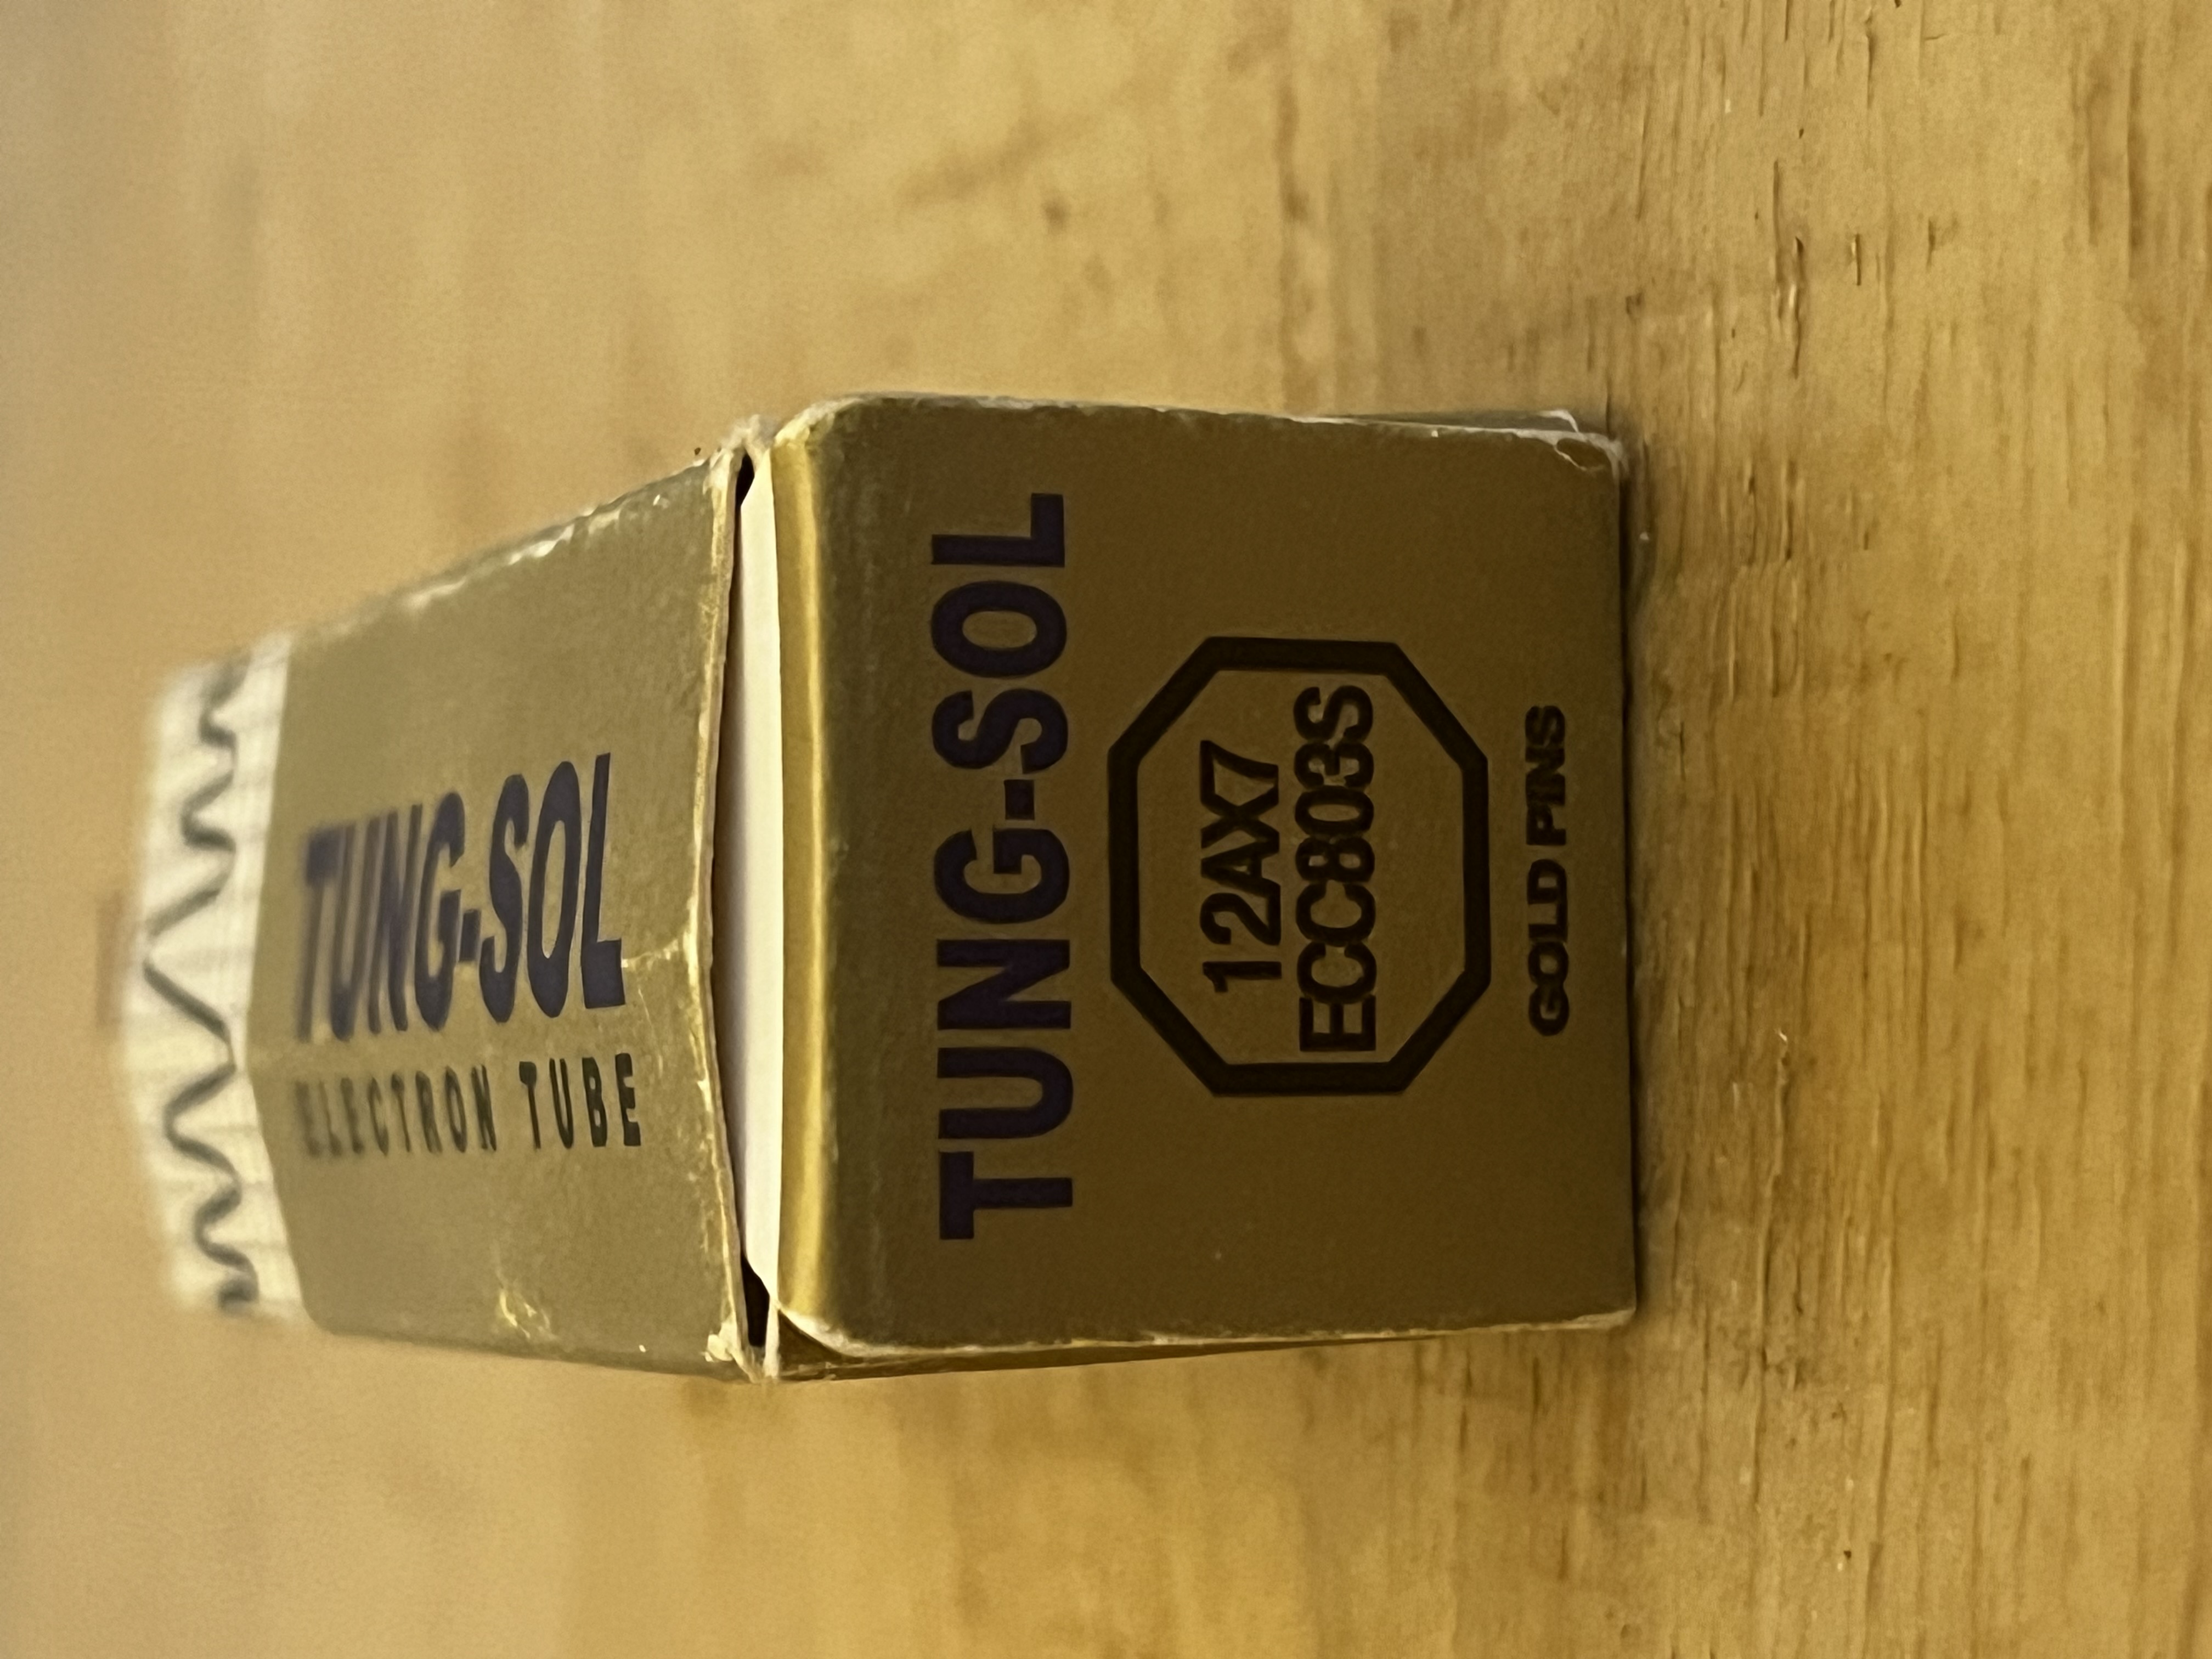 TUNG-SOL
ELECTRON TUBE
TUNG-SOL
12AX7
ECC803S
GOLD PINS